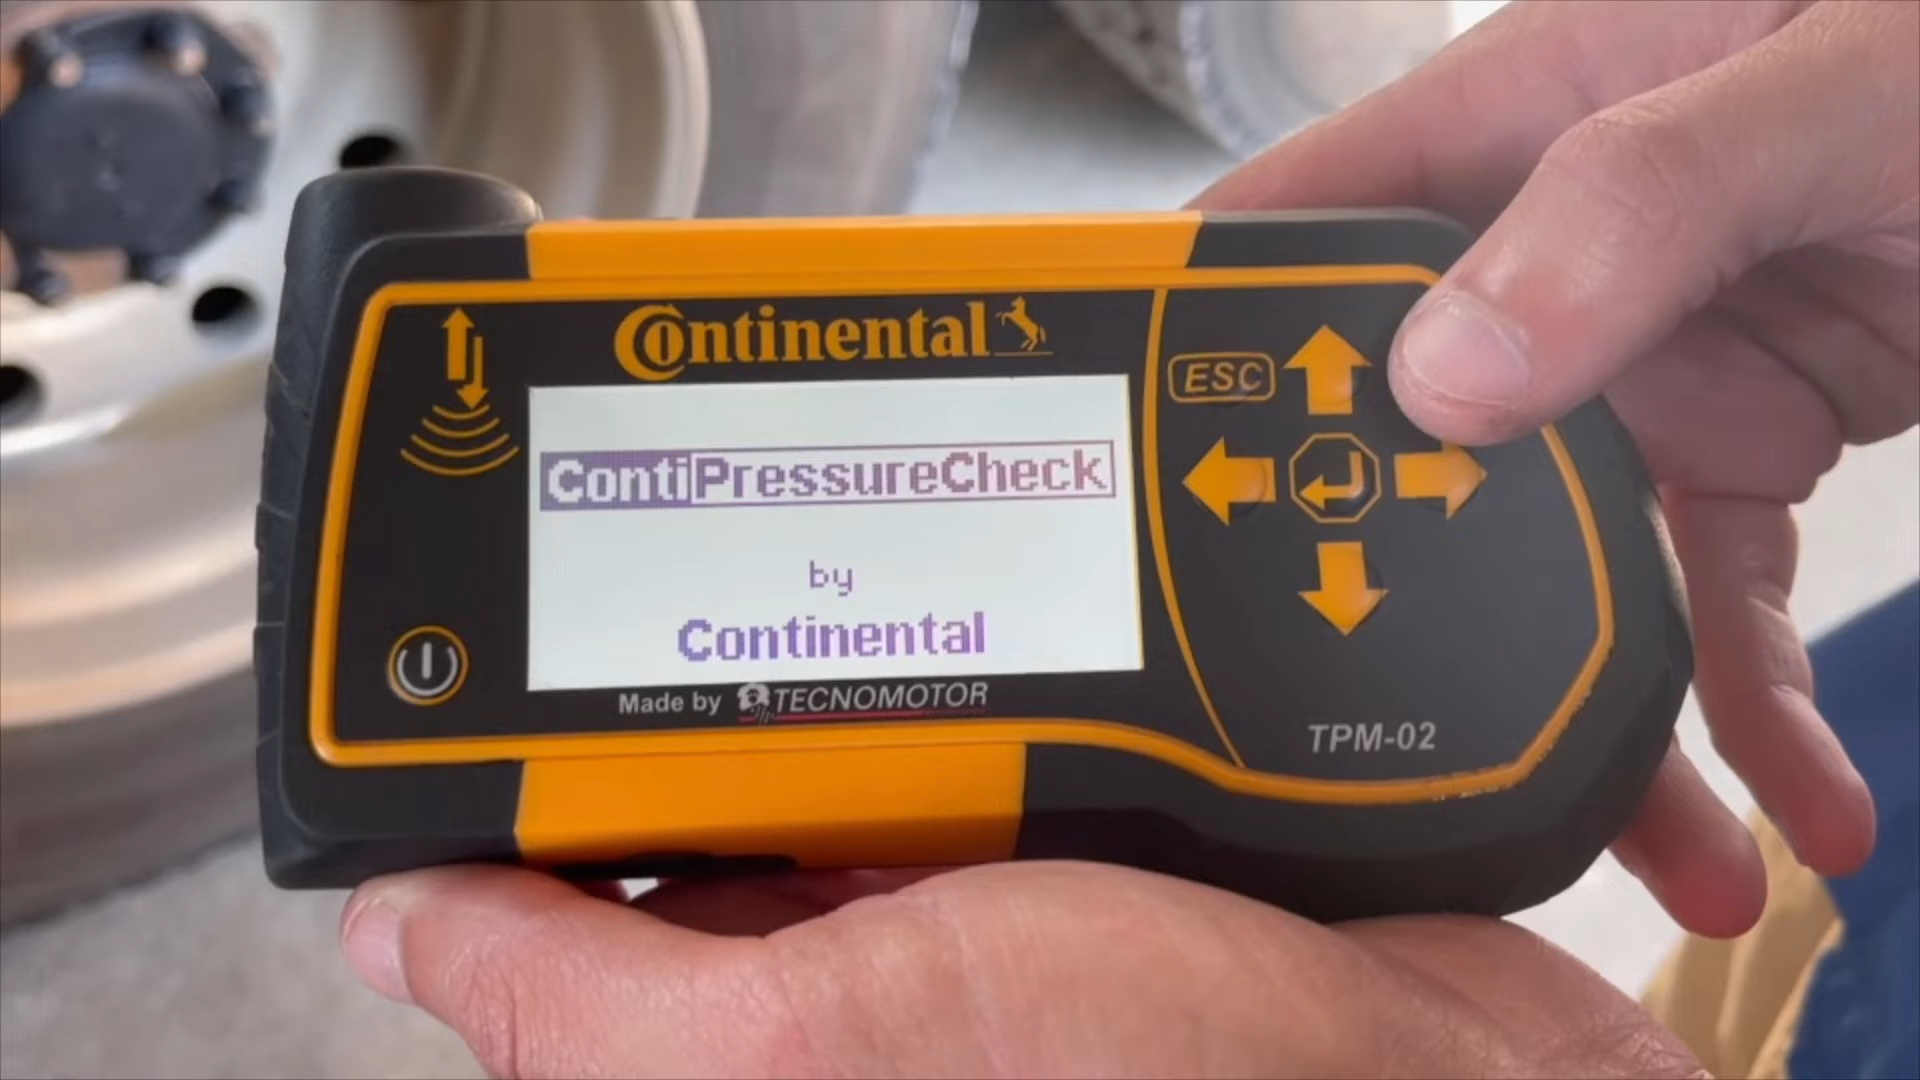 Continental
ESC
ContiPressureCheck
by
Continental
Made by TECNOMOTOR
TPM-02